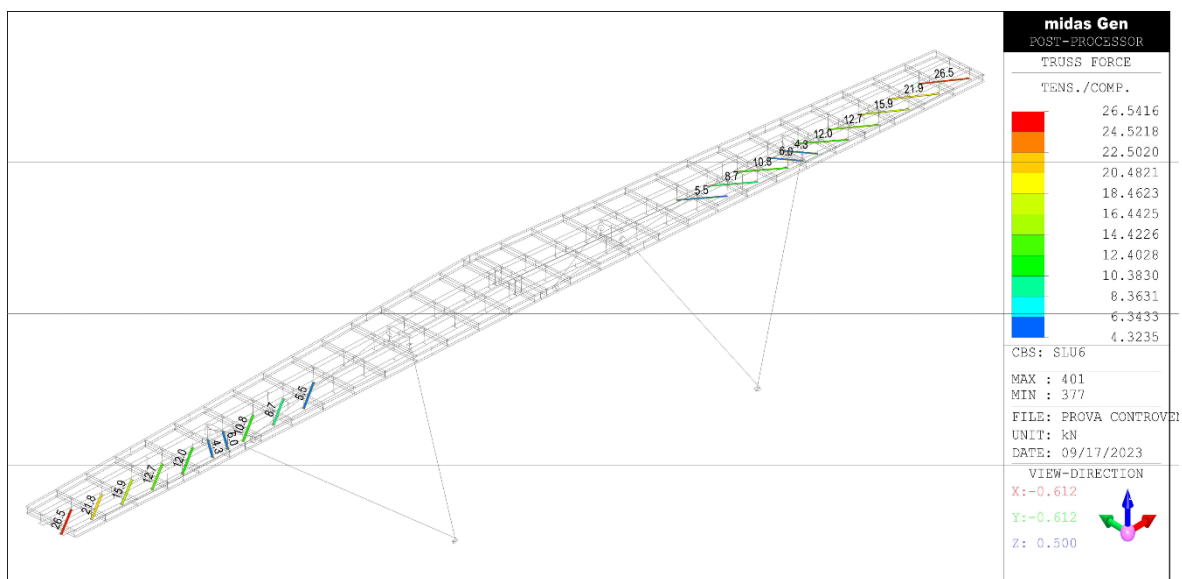 midas Gen
POST-PROCESSOR
TRUSS FORCE
TENS./COMP.
26.5416
24.5218
22.5020
20.4821
18.4623
16.4425
14.4226
12.4028
10.3830
8.3631
6.3433
4.3235
CBS: SLU6
MAX : 401
MIN : 377
FILE: PROVA CONTROVEN
UNIT: kN
DATE: 09/17/2023
VIEW-DIRECTION
X:-0.612
Y:-0.612
Z: 0.500
26.5
21.9
15.9
12.7
12.0
4.3
6.0
10.8
8.7
5.5
5.5
8.7
10.8
6.0
4.3
12.0
12.7
15.9
21.8
26.5